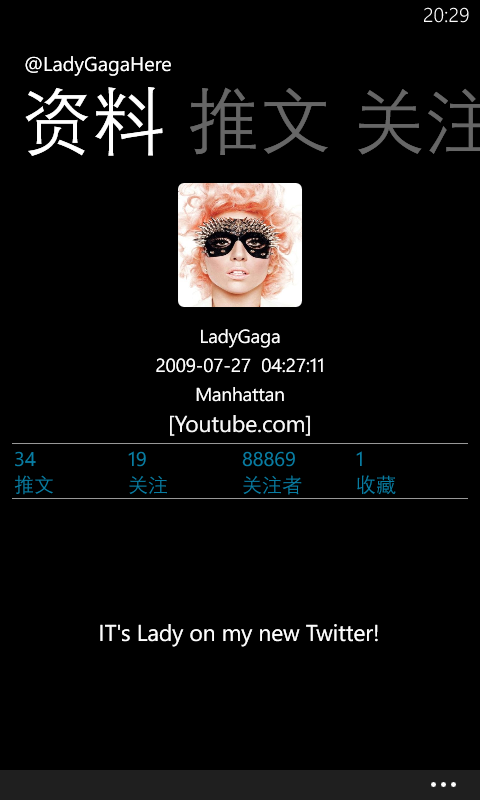 20:29
@LadyGagaHere
资料 推文 关注
LadyGaga
2009-07-27 04:27:11
Manhattan
[Youtube.com]
34 19 88869 1
推文 关注 关注者 收藏
IT's Lady on my new Twitter!